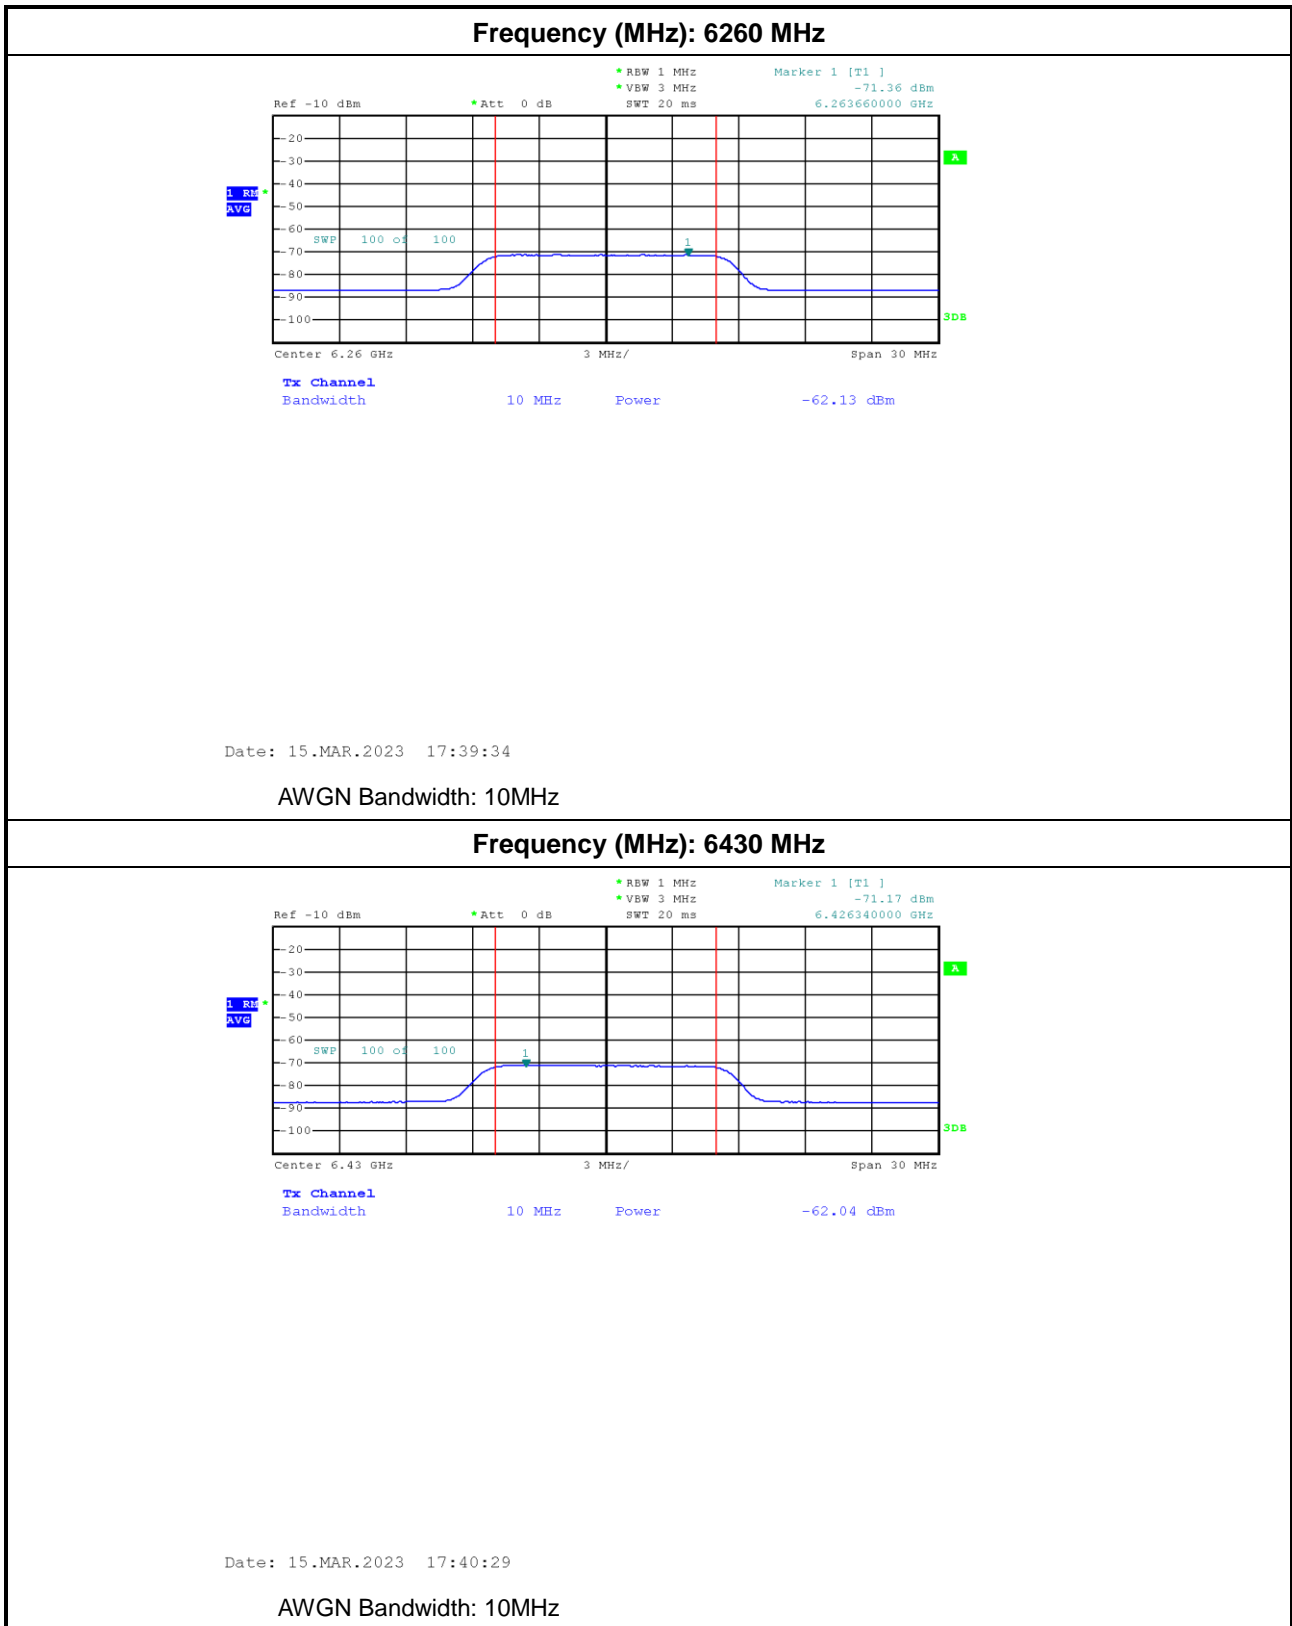 Frequency (MHz): 6260 MHz
*RBW 1 MHz Marker 1 [T1 ]
*VBW 3 MHz -71.36 dBm
Ref -10 dBm *Att 0 dB SWT 20 ms 6.263660000 GHz
-20
-30
A
-40
1 RM *
AVG
-50
-60
SWP 100 of 100
1
-70
-80
-90
-100
3DB
Center 6.26 GHz 3 MHz/ Span 30 MHz
Tx Channel
Bandwidth 10 MHz Power -62.13 dBm
Date: 15.MAR.2023 17:39:34
AWGN Bandwidth: 10MHz
Frequency (MHz): 6430 MHz
*RBW 1 MHz Marker 1 [T1 ]
*VBW 3 MHz -71.17 dBm
Ref -10 dBm *Att 0 dB SWT 20 ms 6.426340000 GHz
-20
-30
A
-40
1 RM *
AVG
-50
-60
SWP 100 of 100
1
-70
-80
-90
-100
3DB
Center 6.43 GHz 3 MHz/ Span 30 MHz
Tx Channel
Bandwidth 10 MHz Power -62.04 dBm
Date: 15.MAR.2023 17:40:29
AWGN Bandwidth: 10MHz